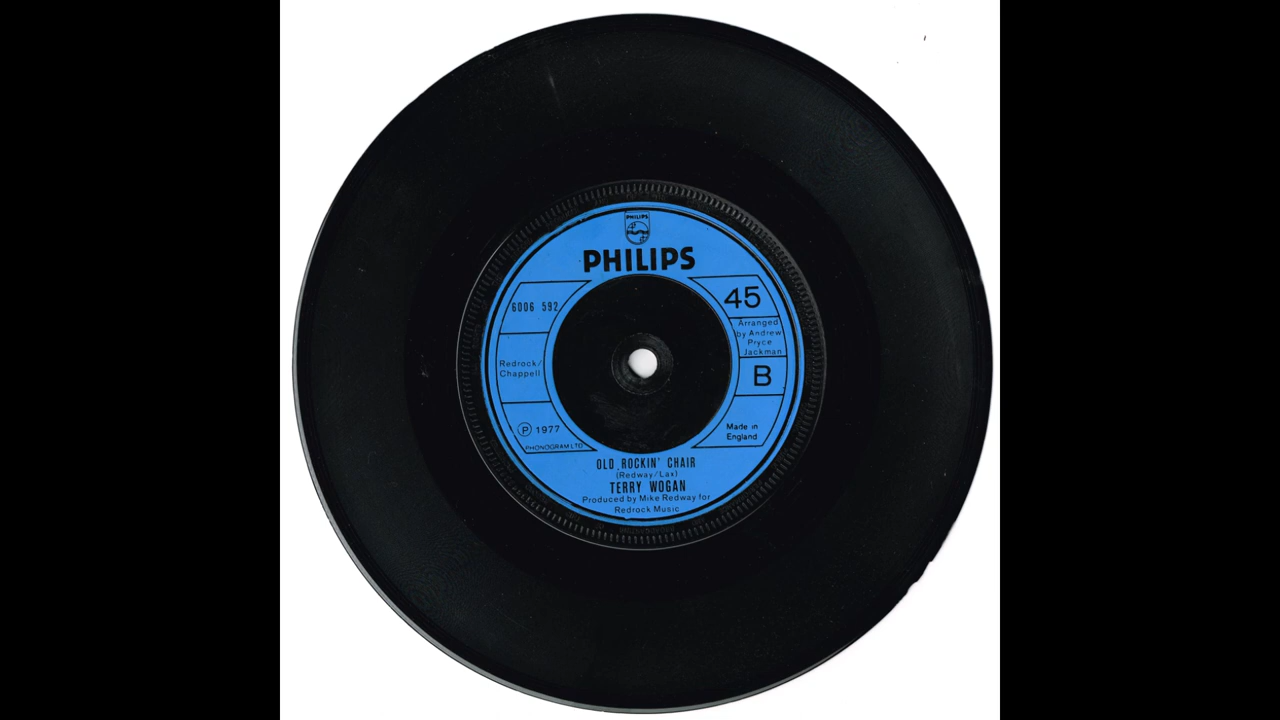 PHILIPS
PHILIPS
6006 592
45
Arranged
by Andrew
Pryce
Jackman
Redrock/
Chappell
B
Ⓟ 1977
PHONOGRAM LTD
Made in
England
OLD ROCKIN' CHAIR
(Redway/Lax)
TERRY WOGAN
Produced by Mike Redway for
Redrock Music